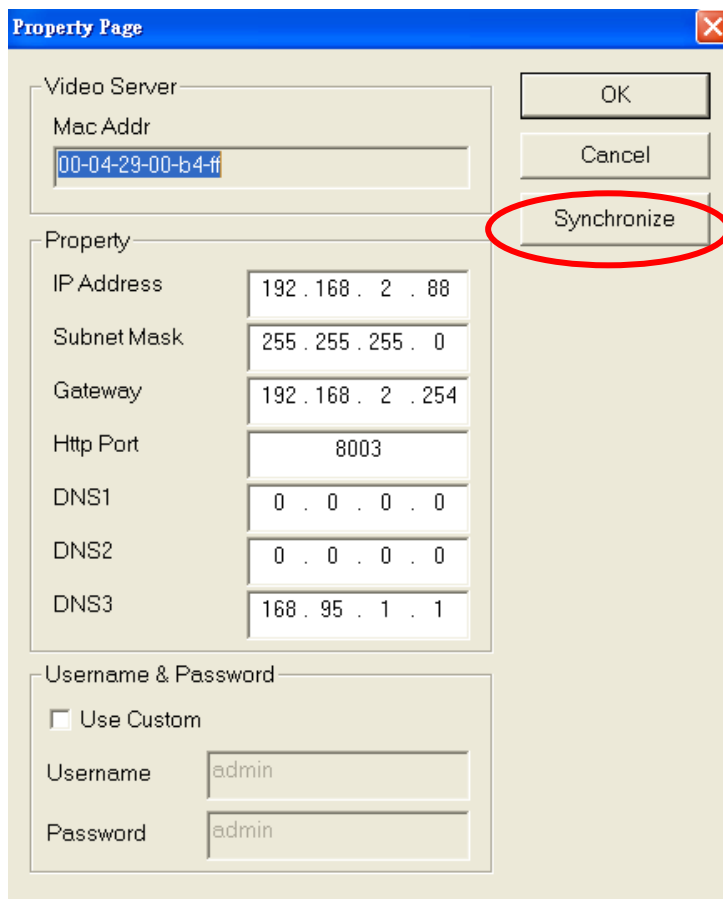 Property Page
Video Server
OK
Mac Addr
00-04-29-00-b4-ff
Cancel
Synchronize
Property
IP Address 192 . 168 . 2 . 88
Subnet Mask 255 . 255 . 255 . 0
Gateway 192 . 168 . 2 . 254
Http Port 8003
DNS1 0 . 0 . 0 . 0
DNS2 0 . 0 . 0 . 0
DNS3 168 . 95 . 1 . 1
Username & Password
Use Custom
Username admin
Password admin